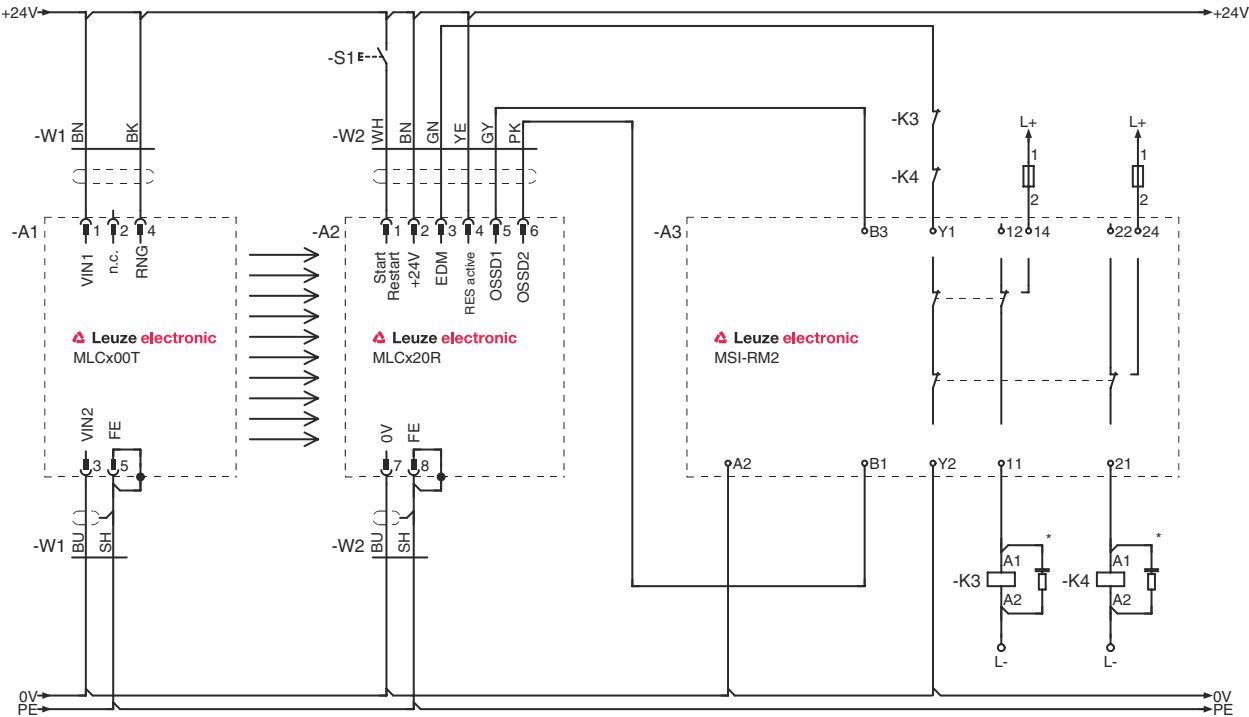 +24V
+24V
-S1
-W1
BN
BK
-W2
WH
BN
GN
YE
GY
PK
-K3
-K4
L+
1
2
L+
1
2
-A1
1
2
4
VIN1
n.c.
RNG
-A2
1
2
3
4
5
6
Start
Restart
+24V
EDM
RES active
OSSD1
OSSD2
-A3
B3
Y1
12
14
22
24
Leuze electronic
MLCx00T
Leuze electronic
MLCx20R
Leuze electronic
MSI-RM2
VIN2
FE
3
5
0V
FE
7
8
A2
B1
Y2
11
21
-W1
BU
SH
-W2
BU
SH
-K3
A1
A2
*
L-
-K4
A1
A2
*
L-
0V
0V
PE
PE